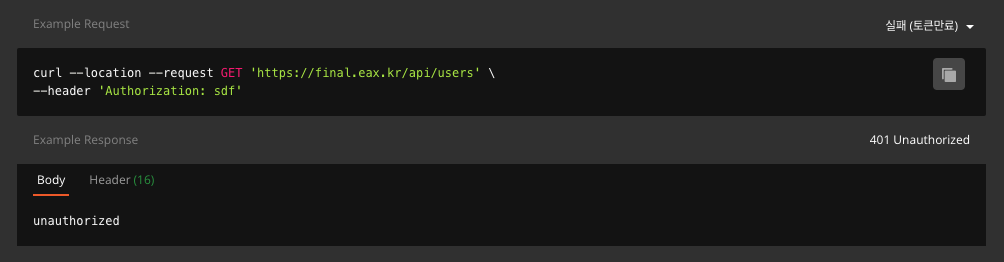 Example Request
실패 (토큰만료)
curl --location --request GET 'https://final.eax.kr/api/users' \
--header 'Authorization: sdf'
Example Response
401 Unauthorized
Body Header (16)
unauthorized